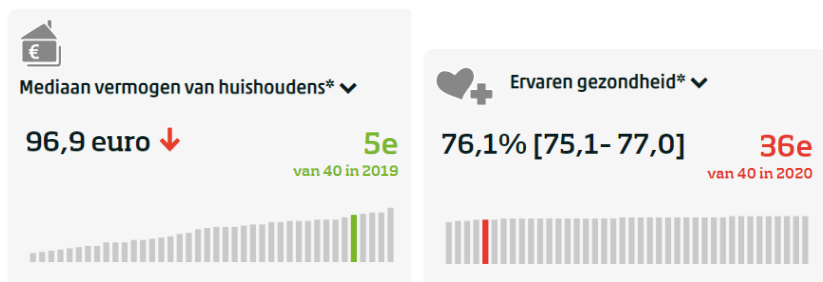 €
Mediaan vermogen van huishoudens*
96,9 euro
5e
van 40 in 2019
Ervaren gezondheid*
76,1% [75,1- 77,0]
36e
van 40 in 2020